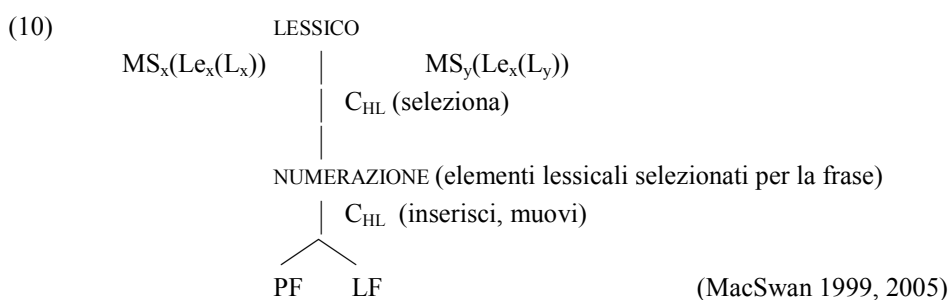 (10) LESSICO
MSx(Lex(Lx)) MSy(Lex(Ly))
CHL (seleziona)
NUMERAZIONE (elementi lessicali selezionati per la frase)
CHL (inserisci, muovi)
PF LF (MacSwan 1999, 2005)